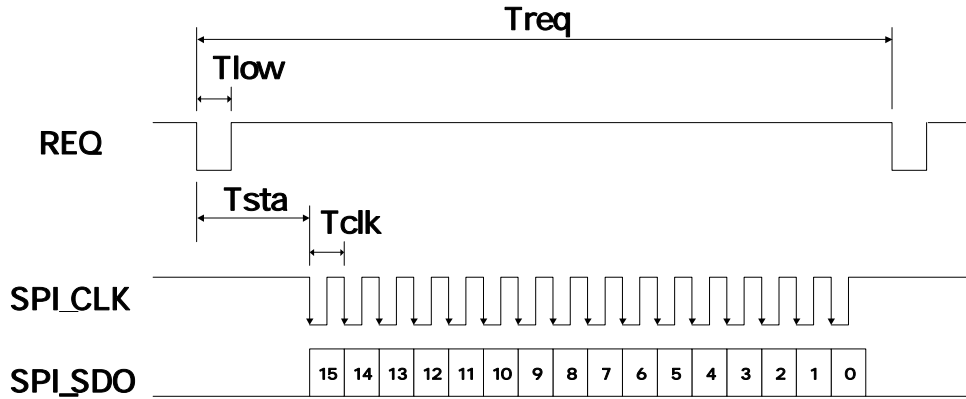 Treq
Tlow
REQ
Tsta
Tclk
SPI_CLK
SPI_SDO
15 14 13 12 11 10 9 8 7 6 5 4 3 2 1 0